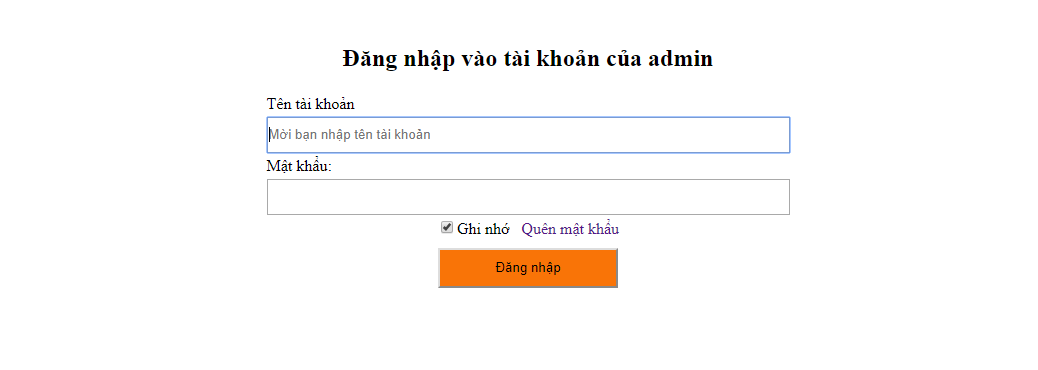 Đăng nhập vào tài khoản của admin
Tên tài khoản
Mời bạn nhập tên tài khoản
Mật khẩu:
Ghi nhớ Quên mật khẩu
Đăng nhập